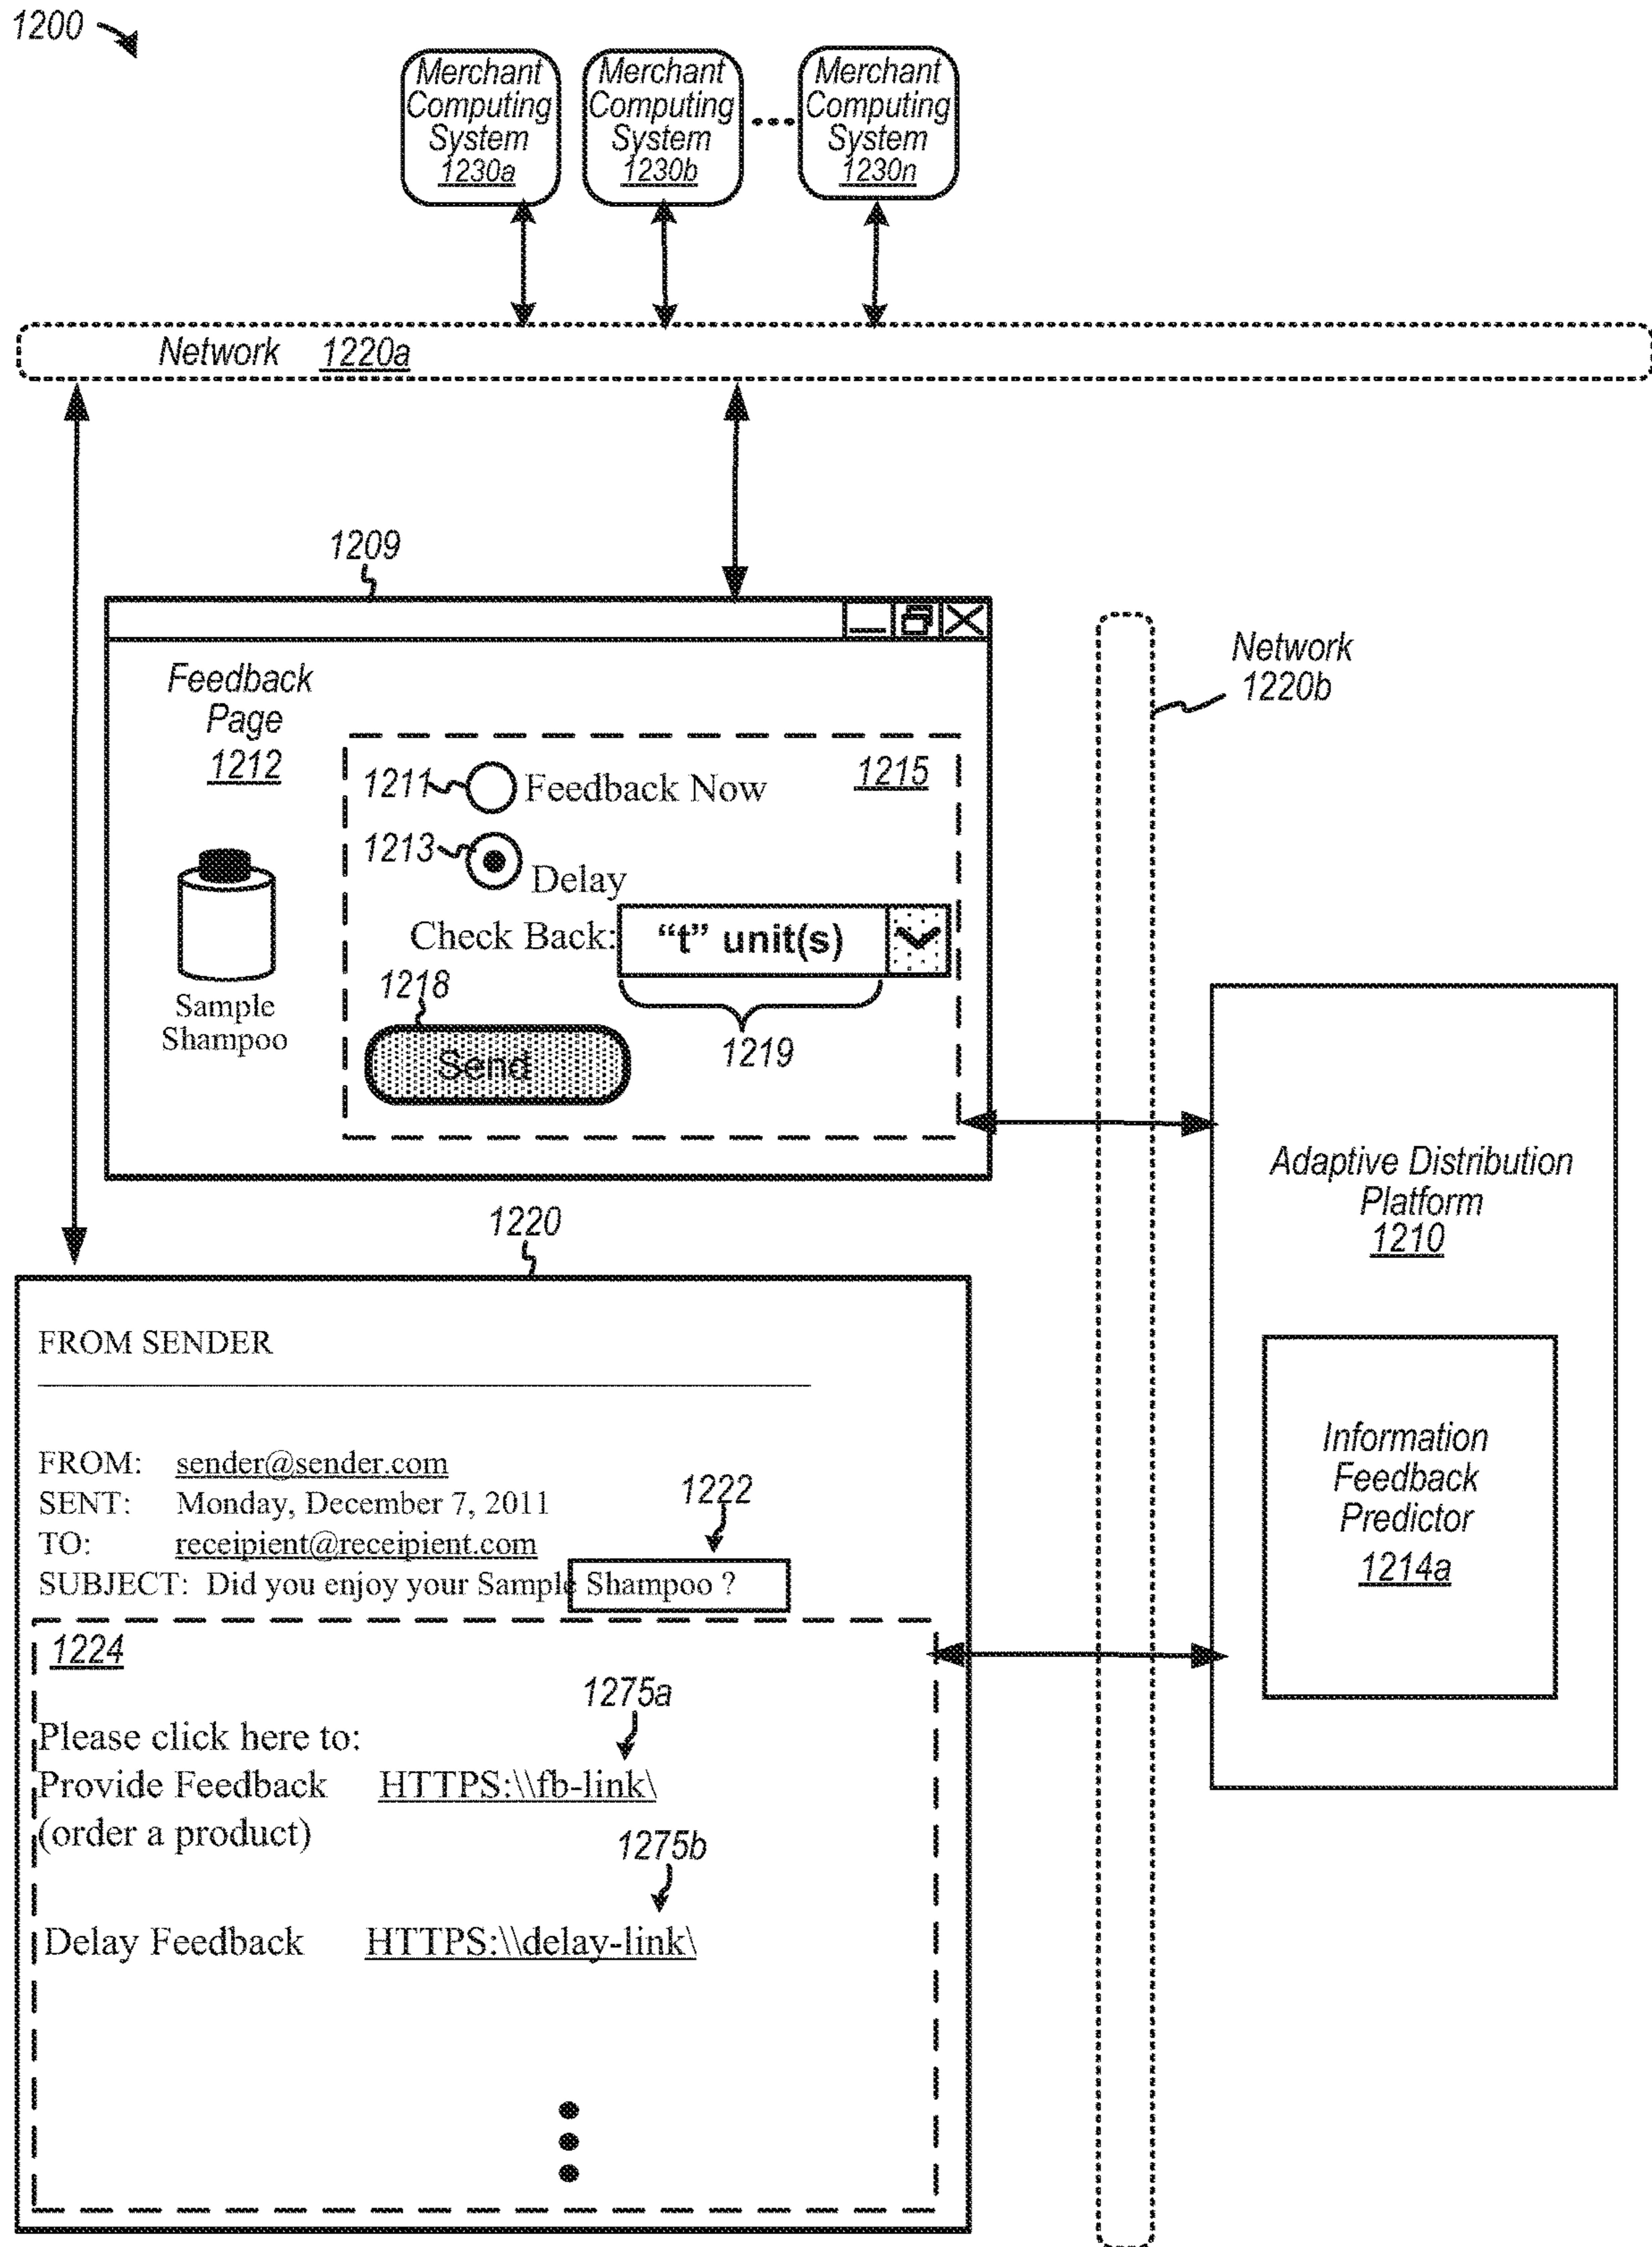 1200
Merchant
Computing
System
1230a
Merchant
Computing
System
1230b
Merchant
Computing
System
1230n
Network 1220a
1209
Feedback
Page
1212
Sample
Shampoo
1215
1211 Feedback Now
1213 Delay
Check Back: “t” unit(s)
1218
Send
1219
Network
1220b
Adaptive Distribution
Platform
1210
Information
Feedback
Predictor
1214a
1220
FROM SENDER
FROM: sender@sender.com
SENT: Monday, December 7, 2011
1222
TO: receipient@receipient.com
SUBJECT: Did you enjoy your Sample Shampoo ?
1224
1275a
Please click here to:
Provide Feedback HTTPS:\\fb-link\
(order a product)
1275b
Delay Feedback HTTPS:\\delay-link\